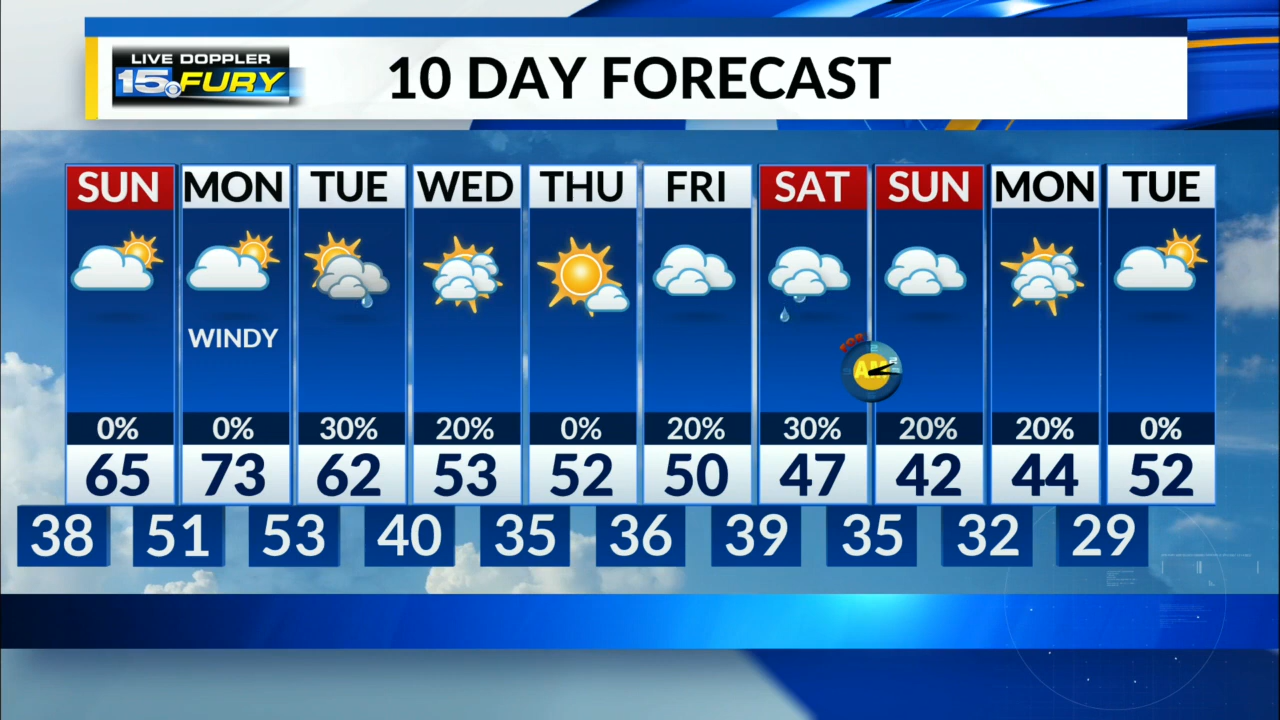 LIVE DOPPLER
15 FURY
10 DAY FORECAST
SUN MON TUE WED THU FRI SAT SUN MON TUE
WINDY
AM
0% 0% 30% 20% 0% 20% 30% 20% 20% 0%
65 73 62 53 52 50 47 42 44 52
38 51 53 40 35 36 39 35 32 29